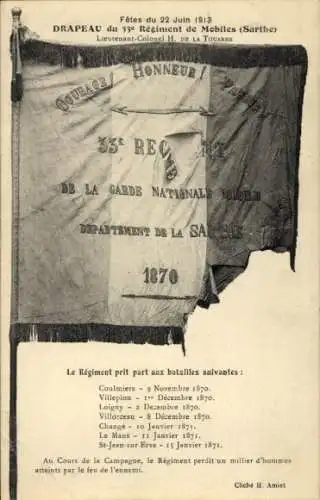 Fêtes du 22 Juin 1913
DRAPEAU du 33e Régiment de Mobiles (Sarthe)
Lieutenant-Colonel H. de la Touanne
COURAGE! HONNEUR!
33E REGIMENT
DE LA GARDE NATIONALE MOBILE
DÉPARTEMENT DE LA SARTHE
1870
Le Régiment prit part aux batailles suivantes :
Coulmiers - 9 Novembre 1870.
Villepion - 1er Décembre 1870.
Loigny - 2 Décembre 1870.
Villorceau - 8 Décembre 1870.
Changé - 10 Janvier 1871.
Le Mans - 11 Janvier 1871.
St-Jean-sur-Erve - 15 Janvier 1871.
Au Cours de la Campagne, le Régiment perdit un millier d'hommes
atteints par le feu de l'ennemi.
Cliché H. Amiet